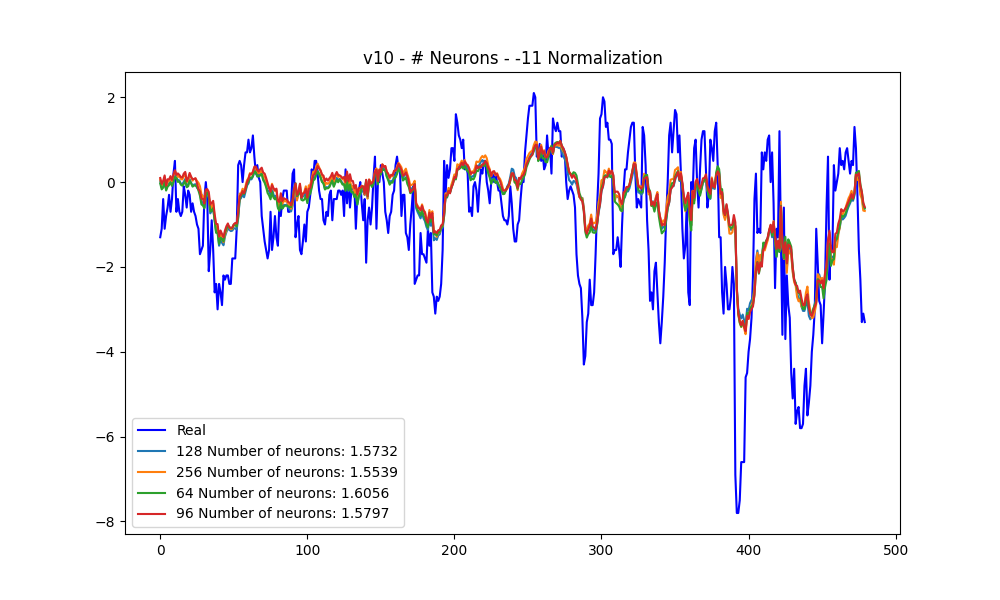 v10 - # Neurons - -11 Normalization
2
0
−2
−4
−6
−8
Real
128 Number of neurons: 1.5732
256 Number of neurons: 1.5539
64 Number of neurons: 1.6056
96 Number of neurons: 1.5797
0 100 200 300 400 500